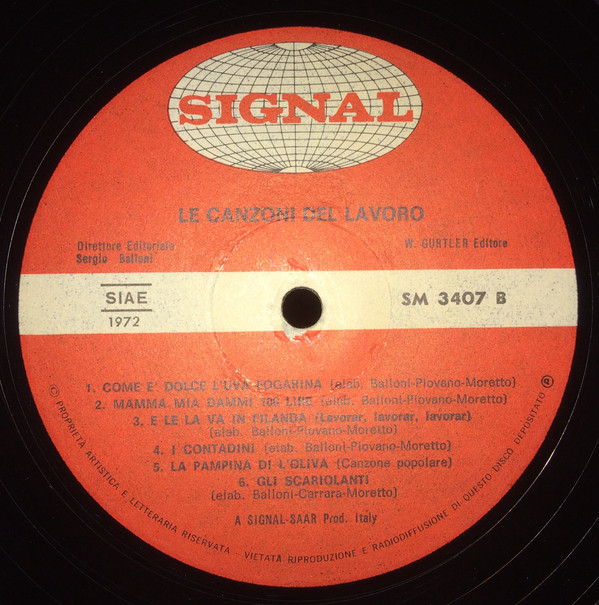 SIGNAL
LE CANZONI DEL LAVORO
Direttore Editoriale
Sergio Balloni
W. GURTLER Editore
SIAE
1972
SM 3407 B
1. COME E' DOLCE L'UVA FOGARINA (elab. Balloni-Piovano-Moretto)
2. MAMMA MIA DAMMI 100 LIRE (elab. Balloni-Piovano-Moretto)
3. E LE LA VA IN FILANDA (Lavorar, lavorar, lavorar)
(elab. Balloni-Piovano-Moretto)
4. I CONTADINI (elab. Balloni-Piovano-Moretto)
5. LA PAMPINA DI L'OLIVA (Canzone popolare)
6. GLI SCARIOLANTI
(elab. Balloni-Carrara-Moretto)
A SIGNAL-SAAR Prod. Italy
© PROPRIETÀ ARTISTICA E LETTERARIA RISERVATA - VIETATA RIPRODUZIONE E RADIODIFFUSIONE DI QUESTO DISCO DEPOSITATO ℗